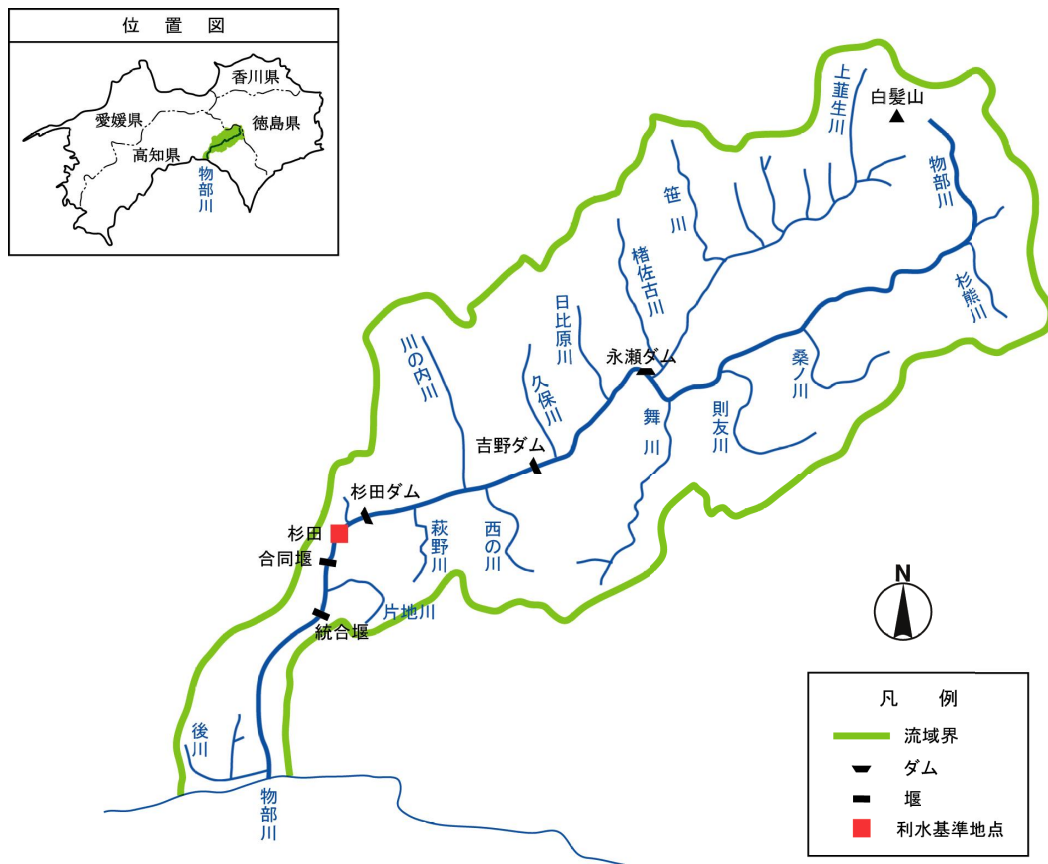 位置図
香川県
愛媛県
徳島県
高知県
物部川
上韮生川
白髪山
物部川
笹川
楮佐古川
杉熊川
日比原川
川の内川
永瀬ダム
久保川
桑ノ川
則友川
舞川
吉野ダム
杉田ダム
杉田
萩野川
西の川
合同堰
片地川
統合堰
N
後川
物部川
凡例
流域界
ダム
堰
利水基準地点